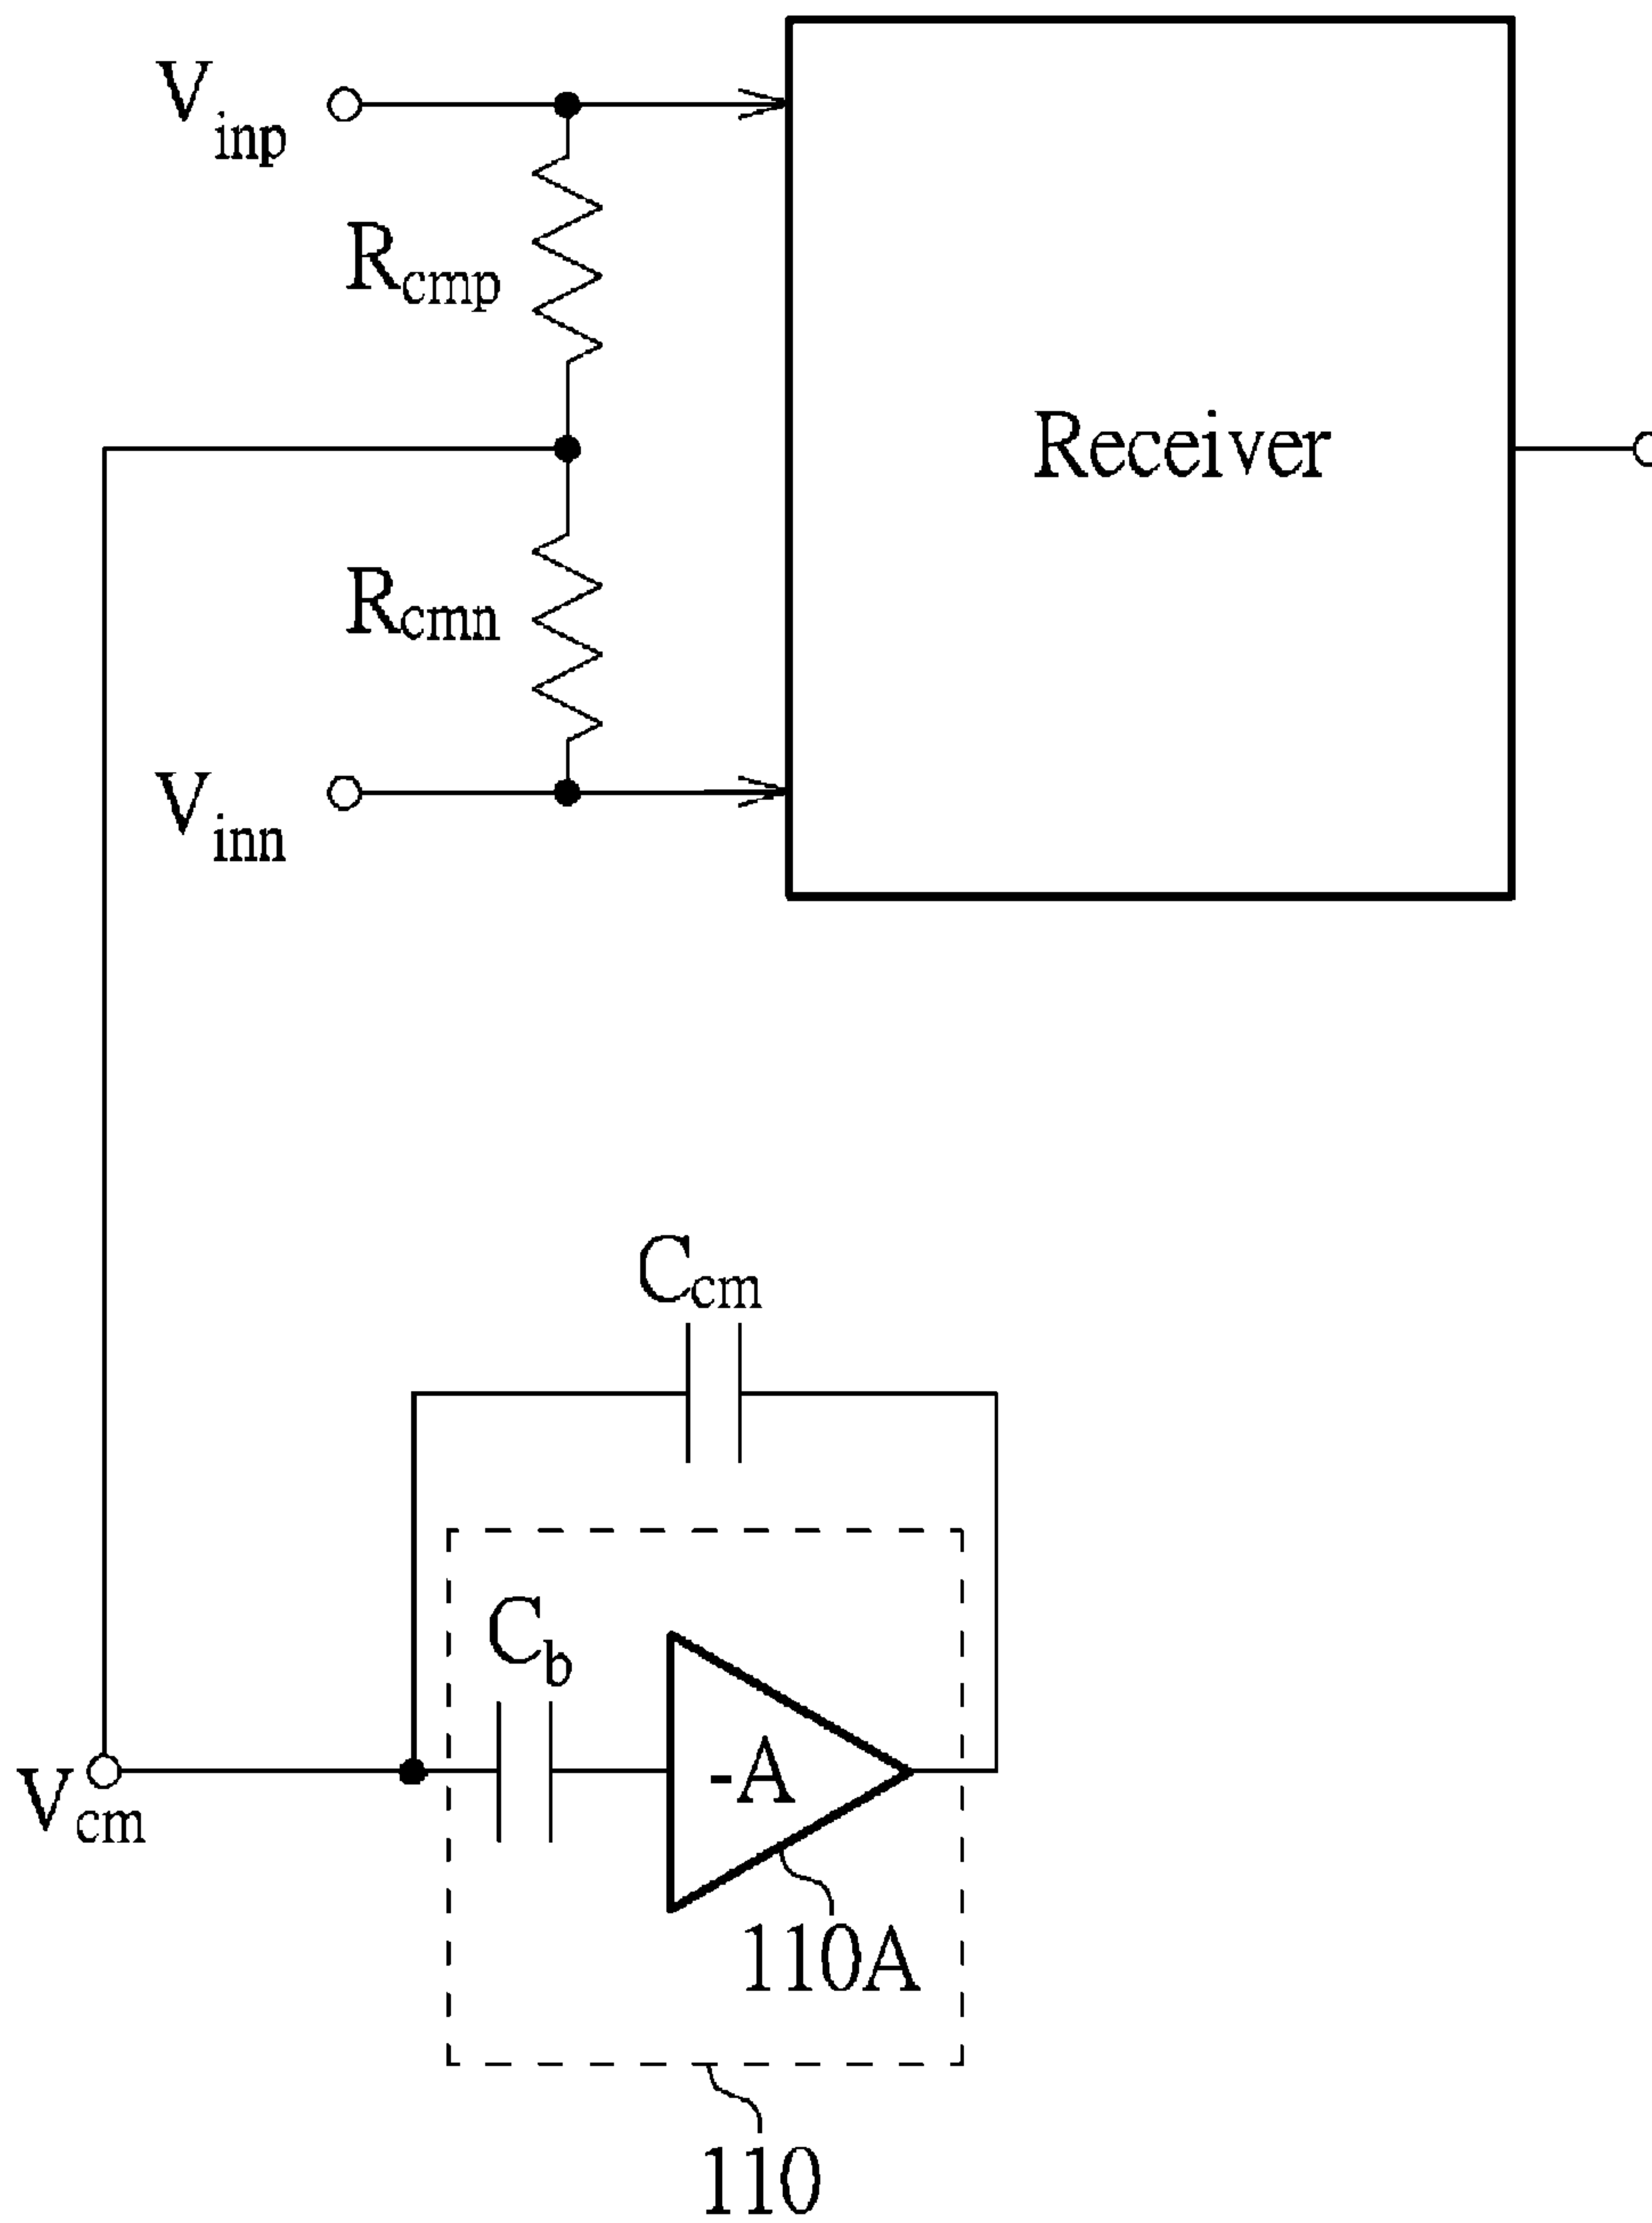 Vinp
Rcmp
Receiver
Rcmn
Vinn
Ccm
Cb
-A
Vcm
110A
110